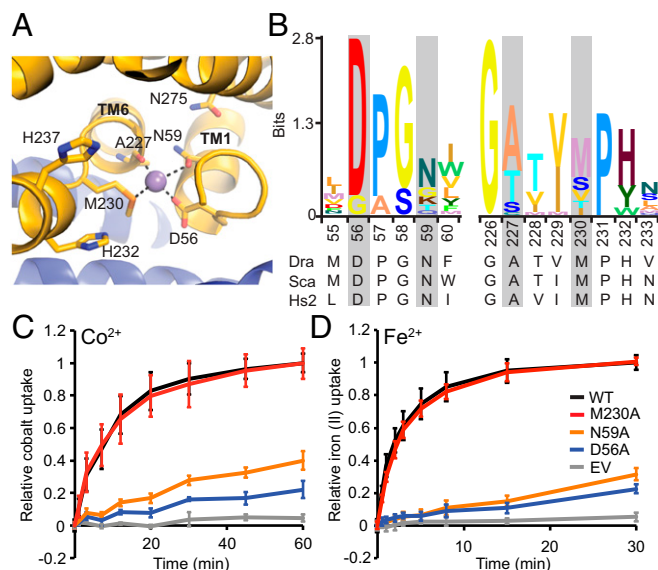 A
TM6
N275
H237
A227
N59
TM1
M230
D56
H232
B
2.8
1.3
0
Bits
55 56 57 58 59 60 226 227 228 229 230 231 232 233
Dra M D P G N F G A T V M P H V
Sca M D P G N W G A T I M P H N
Hs2 L D P G N I G A V I M P H N
C
Co2+
Relative cobalt uptake
1.2
1
0.8
0.6
0.4
0.2
0
-0.2
0 20 40 60
Time (min)
D
Fe2+
Relative iron (II) uptake
1.2
1
0.8
0.6
0.4
0.2
0
-0.2
10 20 30
Time (min)
WT
M230A
N59A
D56A
EV